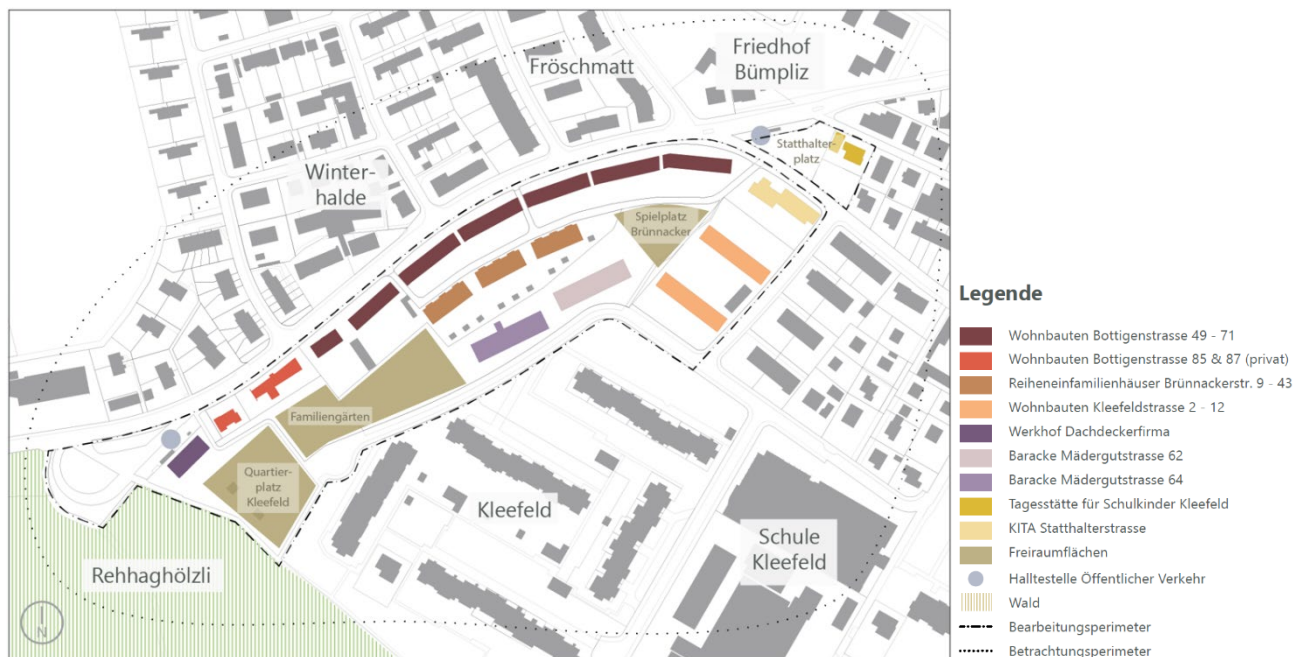 Friedhof
Bümpliz
Fröschmatt
Statthalter-
platz
Winter-
halde
Spielplatz
Brünnacker
Familiengärten
Quartier-
platz
Kleefeld
Kleefeld
Schule
Kleefeld
Rehhaghölzli
N
Legende
Wohnbauten Bottigenstrasse 49 - 71
Wohnbauten Bottigenstrasse 85 & 87 (privat)
Reiheneinfamilienhäuser Brünnackerstr. 9 - 43
Wohnbauten Kleefeldstrasse 2 - 12
Werkhof Dachdeckerfirma
Baracke Mädergutstrasse 62
Baracke Mädergutstrasse 64
Tagesstätte für Schulkinder Kleefeld
KITA Statthalterstrasse
Freiraumflächen
Halltestelle Öffentlicher Verkehr
Wald
Bearbeitungsperimeter
Betrachtungsperimeter